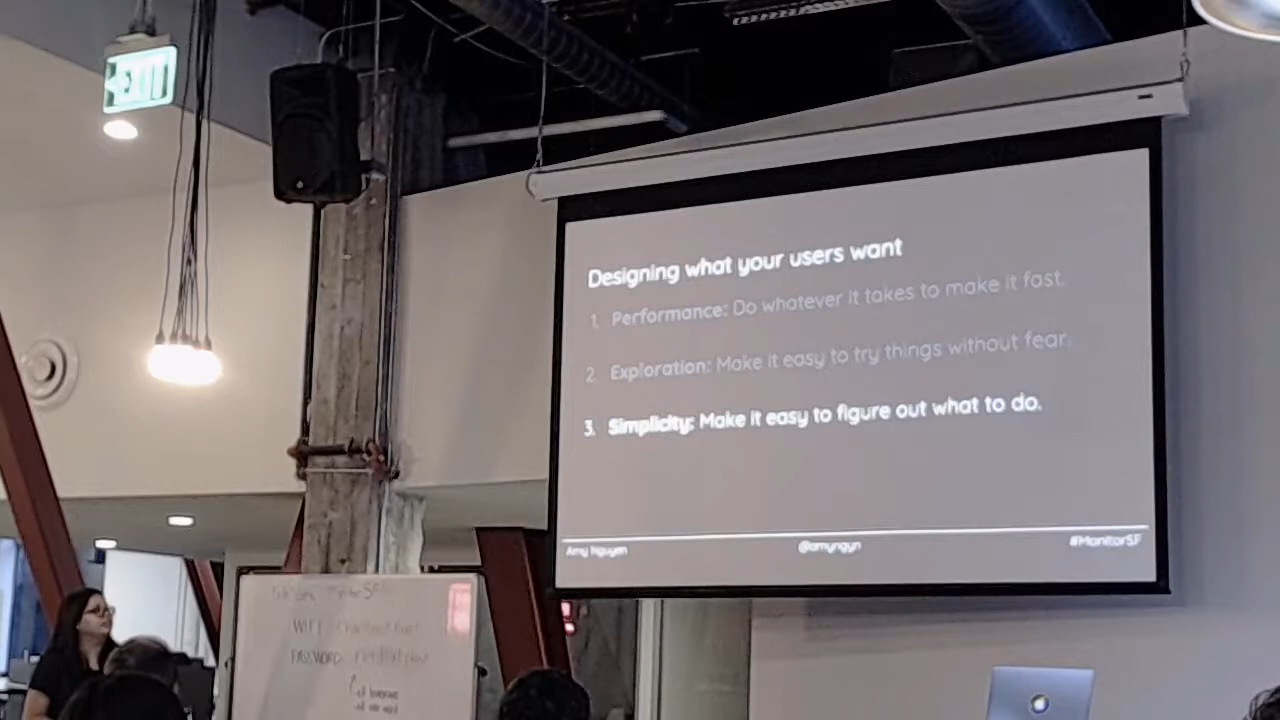 EXIT
Designing what your users want
1. Performance: Do whatever it takes to make it fast.
2. Exploration: Make it easy to try things without fear.
3. Simplicity: Make it easy to figure out what to do.
Amy Nguyen @amyngyn #MonitorSF
WIFI
PASSWORD: